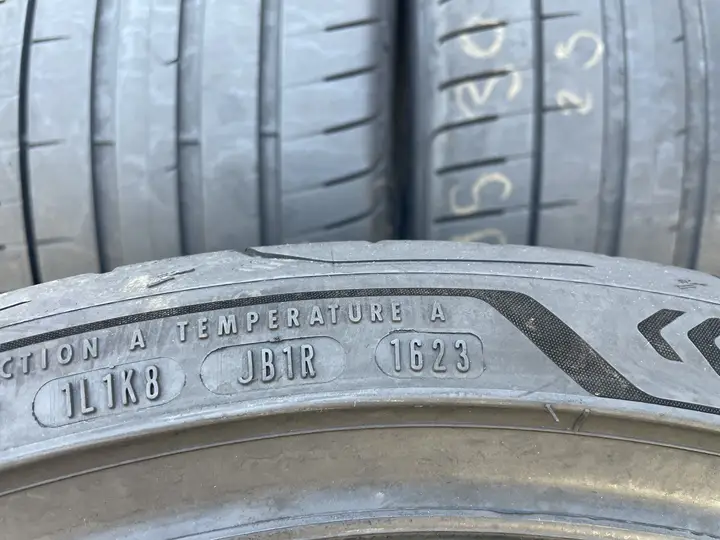 CTION A TEMPERATURE A
1L1K8 JB1R 1623